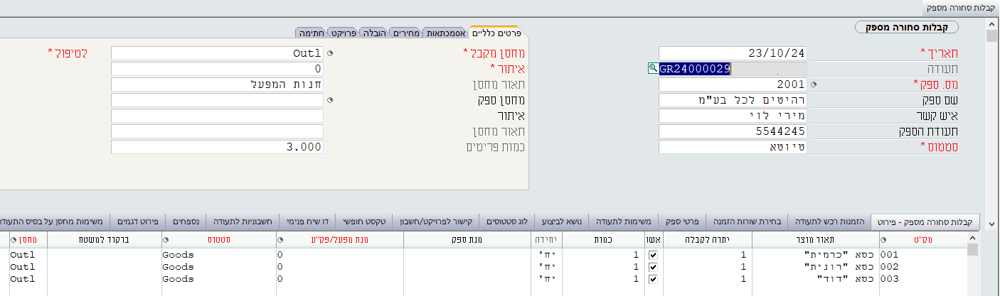 קבלות סחורה מספק
קבלות סחורה מספק
פרטים כלליים אסמכתאות מחירים הובלה פרויקט חתימה
תאריך * 23/10/24
תעודה GR24000029
מס. ספק * 2001
שם ספק רהיטים לכל בע"מ
איש קשר מירי לוי
תעודת הספק 5544245
סטטוס * טיוטא
מחסן מקבל * Outl
איתור * 0
תאור מחסן חנות המפעל
מחסן ספק
איתור
תאור מחסן
כמות פריטים 3.000
לטיפול *
קבלות סחורה מספק - פירוט הזמנות רכש לתעודה בחירת שורות הזמנה פרטי ספק משימות לתעודה נושא לביצוע לוג סטטוסים קישור לפרויקט/חשבון טקסט חופשי דו שיח פנימי חשבוניות לתעודה נספחים פירוט דגמים משימות מחסן על בסיס התעודה
מק"ט תאור מוצר יתרה לקבלה אשו כמות יחידה מנת ספק מנת מפעל/פק"ע סטטוס ברקוד למשטח מחסן
001 כסא "כרמית" 1 1 יח' 0 Goods Outl
002 כסא "רונית" 1 1 יח' 0 Goods Outl
003 כסא "דוד" 1 1 יח' 0 Goods Outl